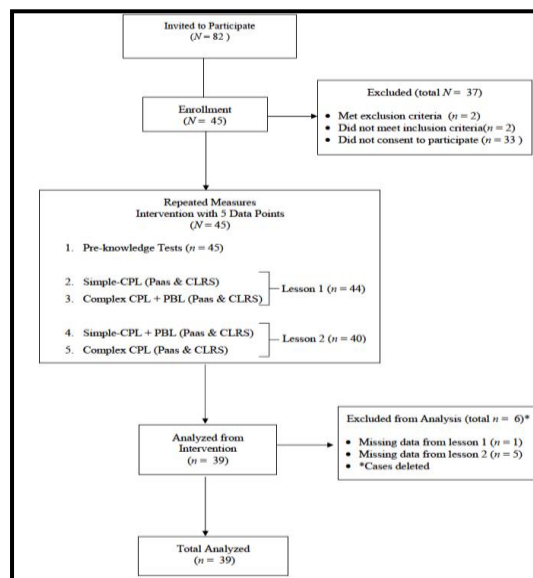 Invited to Participate
(N = 82 )
Enrollment
(N = 45)
Excluded (total N = 37)
• Met exclusion criteria (n = 2)
• Did not meet inclusion criteria(n = 2)
• Did not consent to participate (n = 33 )
Repeated Measures
Intervention with 5 Data Points
(N = 45)
1. Pre-knowledge Tests (n = 45)
2. Simple-CPL (Paas & CLRS)
3. Complex CPL + PBL (Paas & CLRS)
Lesson 1 (n = 44)
4. Simple-CPL + PBL (Paas & CLRS)
5. Complex CPL (Paas & CLRS)
Lesson 2 (n = 40)
Analyzed from
Intervention
(n = 39)
Excluded from Analysis (total n = 6)*
• Missing data from lesson 1 (n = 1)
• Missing data from lesson 2 (n = 5)
• *Cases deleted
Total Analyzed
(n = 39)